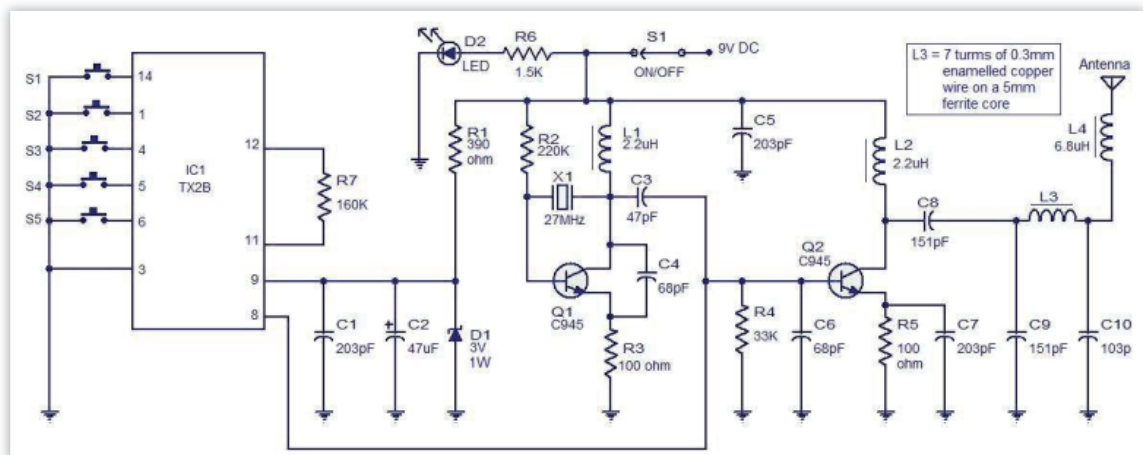 D2
LED
R6
1.5K
S1
ON/OFF
9V DC
L3 = 7 turns of 0.3mm
enamelled copper
wire on a 5mm
ferrite core
Antenna
S1
S2
S3
S4
S5
14
1
4
5
6
3
IC1
TX2B
12
11
9
8
R7
160K
R1
390
ohm
R2
220K
L1
2.2uH
X1
27MHz
C3
47pF
C5
203pF
L2
2.2uH
L4
6.8uH
C8
151pF
L3
Q1
C945
C4
68pF
R3
100 ohm
Q2
C945
C1
203pF
C2
+
47uF
D1
3V
1W
R4
33K
C6
68pF
R5
100
ohm
C7
203pF
C9
151pF
C10
103p